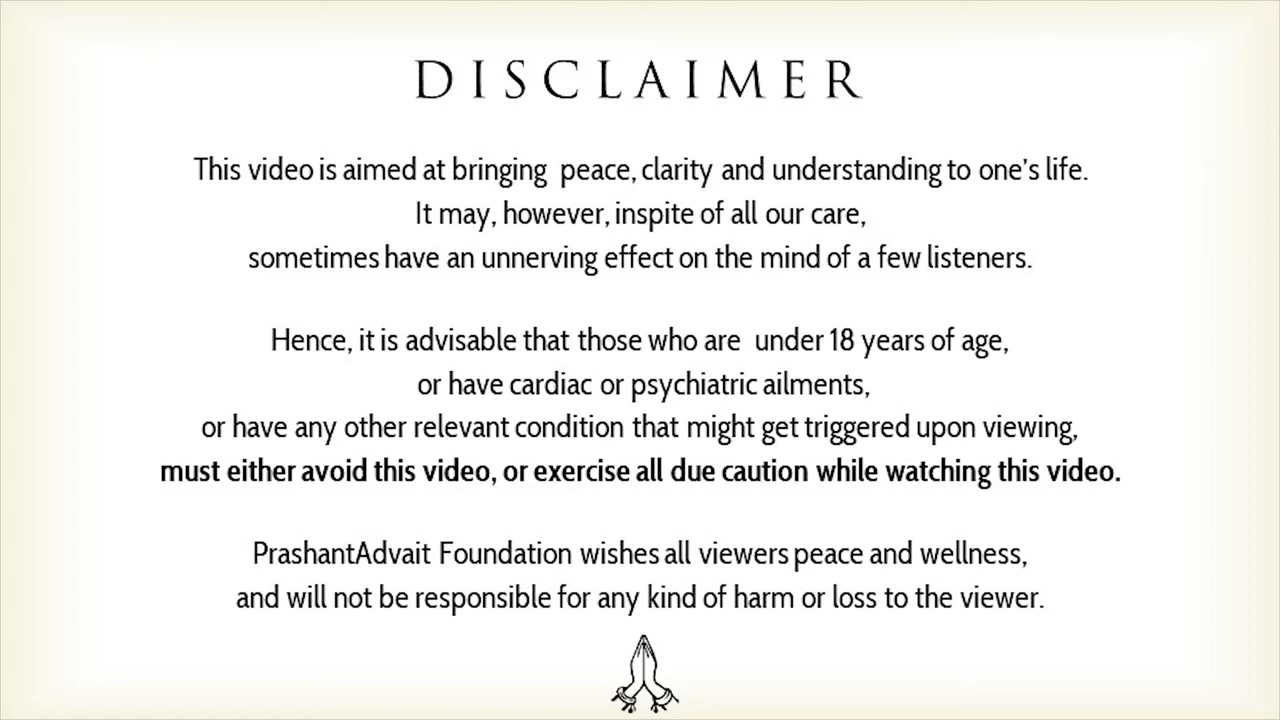 DISCLAIMER
This video is aimed at bringing peace, clarity and understanding to one's life.
It may, however, inspite of all our care,
sometimes have an unnerving effect on the mind of a few listeners.
Hence, it is advisable that those who are under 18 years of age,
or have cardiac or psychiatric ailments,
or have any other relevant condition that might get triggered upon viewing,
must either avoid this video, or exercise all due caution while watching this video.
PrashantAdvait Foundation wishes all viewers peace and wellness,
and will not be responsible for any kind of harm or loss to the viewer.